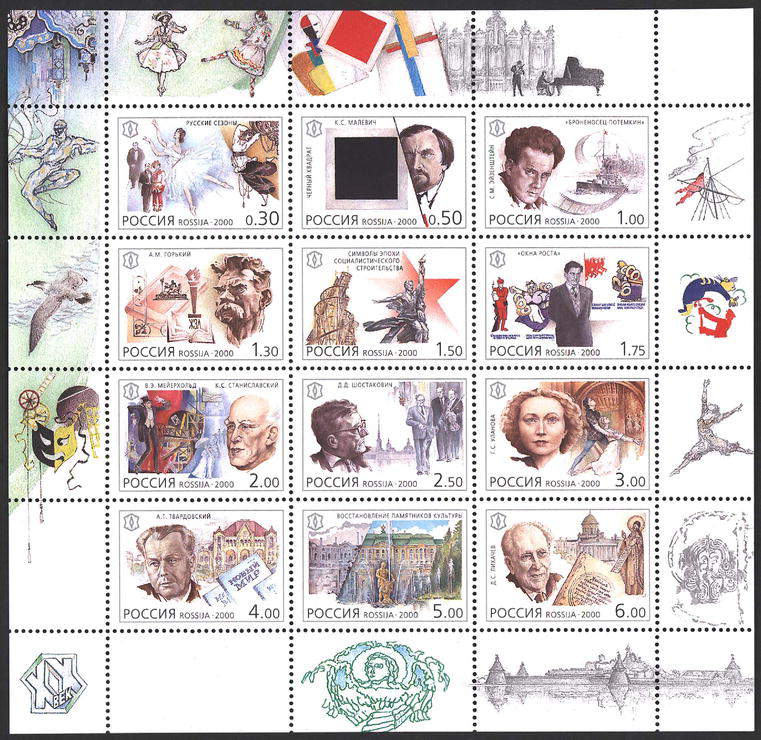 РУССКИЕ СЕЗОНЫ
РОССИЯ ROSSIJA·2000 0.30
К.С. МАЛЕВИЧ
ЧЕРНЫЙ КВАДРАТ
РОССИЯ ROSSIJA·2000 0.50
«БРОНЕНОСЕЦ ПОТЕМКИН»
С.М. ЭЙЗЕНШТЕЙН
РОССИЯ ROSSIJA·2000 1.00
А.М. ГОРЬКИЙ
ЖЗЛ
РОССИЯ ROSSIJA·2000 1.30
СИМВОЛЫ ЭПОХИ
СОЦИАЛИСТИЧЕСКОГО
СТРОИТЕЛЬСТВА
РОССИЯ ROSSIJA·2000 1.50
«ОКНА РОСТА»
РОССИЯ ROSSIJA·2000 1.75
В.Э. МЕЙЕРХОЛЬД К.С. СТАНИСЛАВСКИЙ
РОССИЯ ROSSIJA·2000 2.00
Д.Д. ШОСТАКОВИЧ
РОССИЯ ROSSIJA·2000 2.50
Г.С. УЛАНОВА
РОССИЯ ROSSIJA·2000 3.00
А.Т. ТВАРДОВСКИЙ
НОВЫЙ
МИР
РОССИЯ ROSSIJA·2000 4.00
ВОССТАНОВЛЕНИЕ ПАМЯТНИКОВ КУЛЬТУРЫ
РОССИЯ ROSSIJA·2000 5.00
Д.С. ЛИХАЧЕВ
РОССИЯ ROSSIJA·2000 6.00
XX
ВЕК